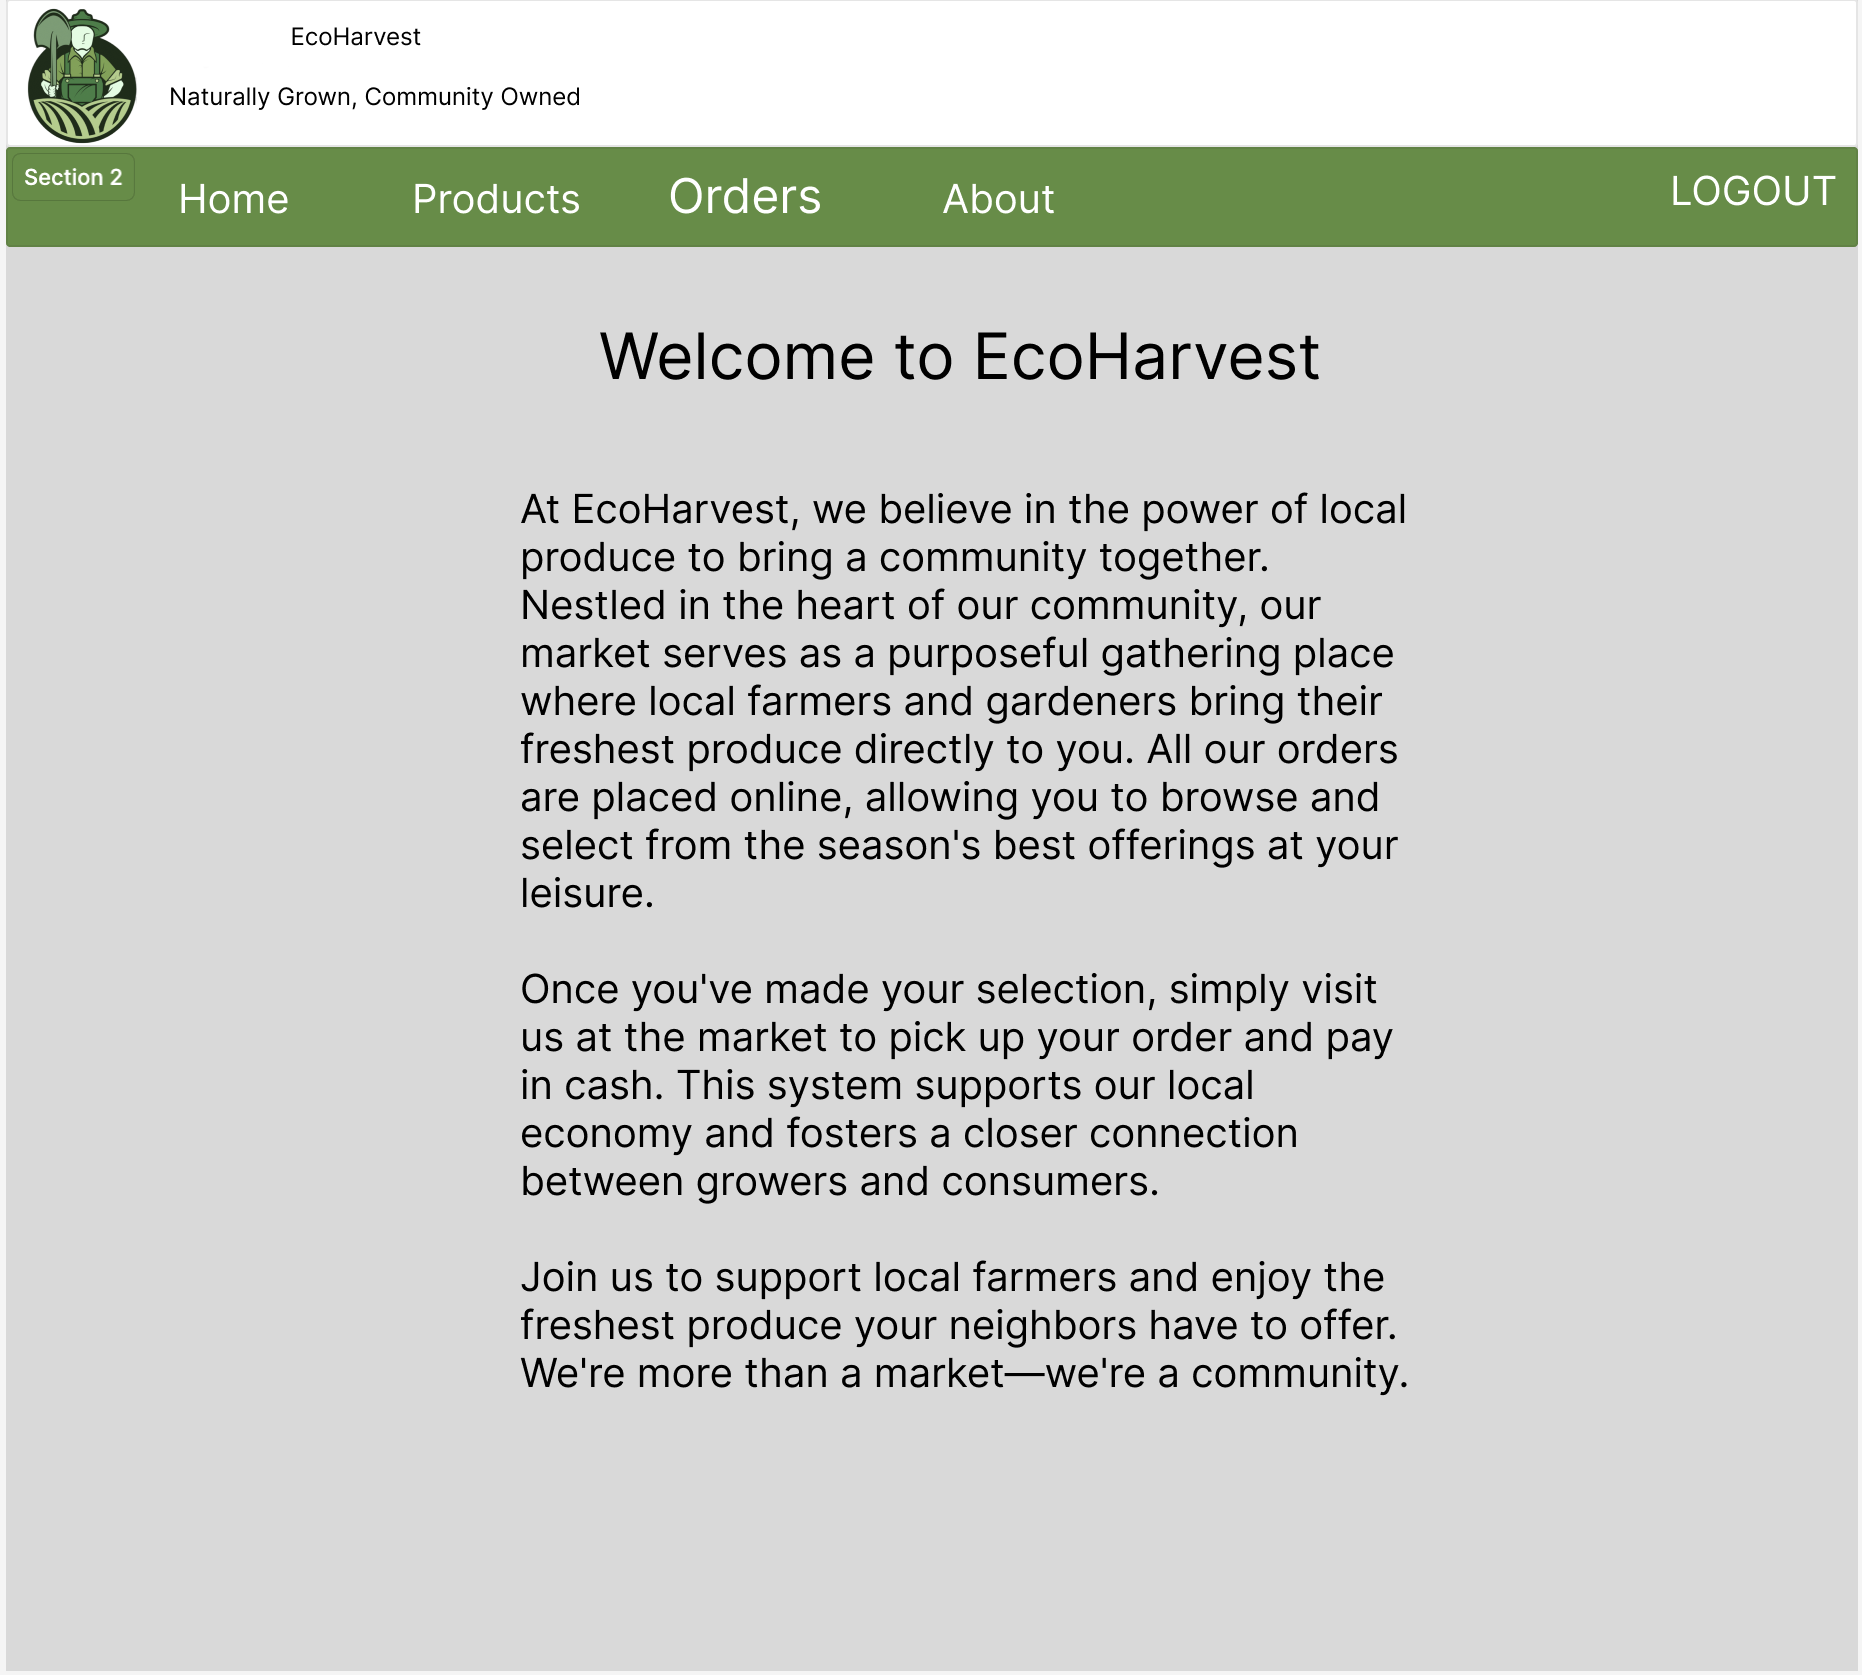 EcoHarvest
Naturally Grown, Community Owned
Section 2
Home
Products
Orders
About
LOGOUT
Welcome to EcoHarvest
At EcoHarvest, we believe in the power of local
produce to bring a community together.
Nestled in the heart of our community, our
market serves as a purposeful gathering place
where local farmers and gardeners bring their
freshest produce directly to you. All our orders
are placed online, allowing you to browse and
select from the season's best offerings at your
leisure.
Once you've made your selection, simply visit
us at the market to pick up your order and pay
in cash. This system supports our local
economy and fosters a closer connection
between growers and consumers.
Join us to support local farmers and enjoy the
freshest produce your neighbors have to offer.
We're more than a market—we're a community.